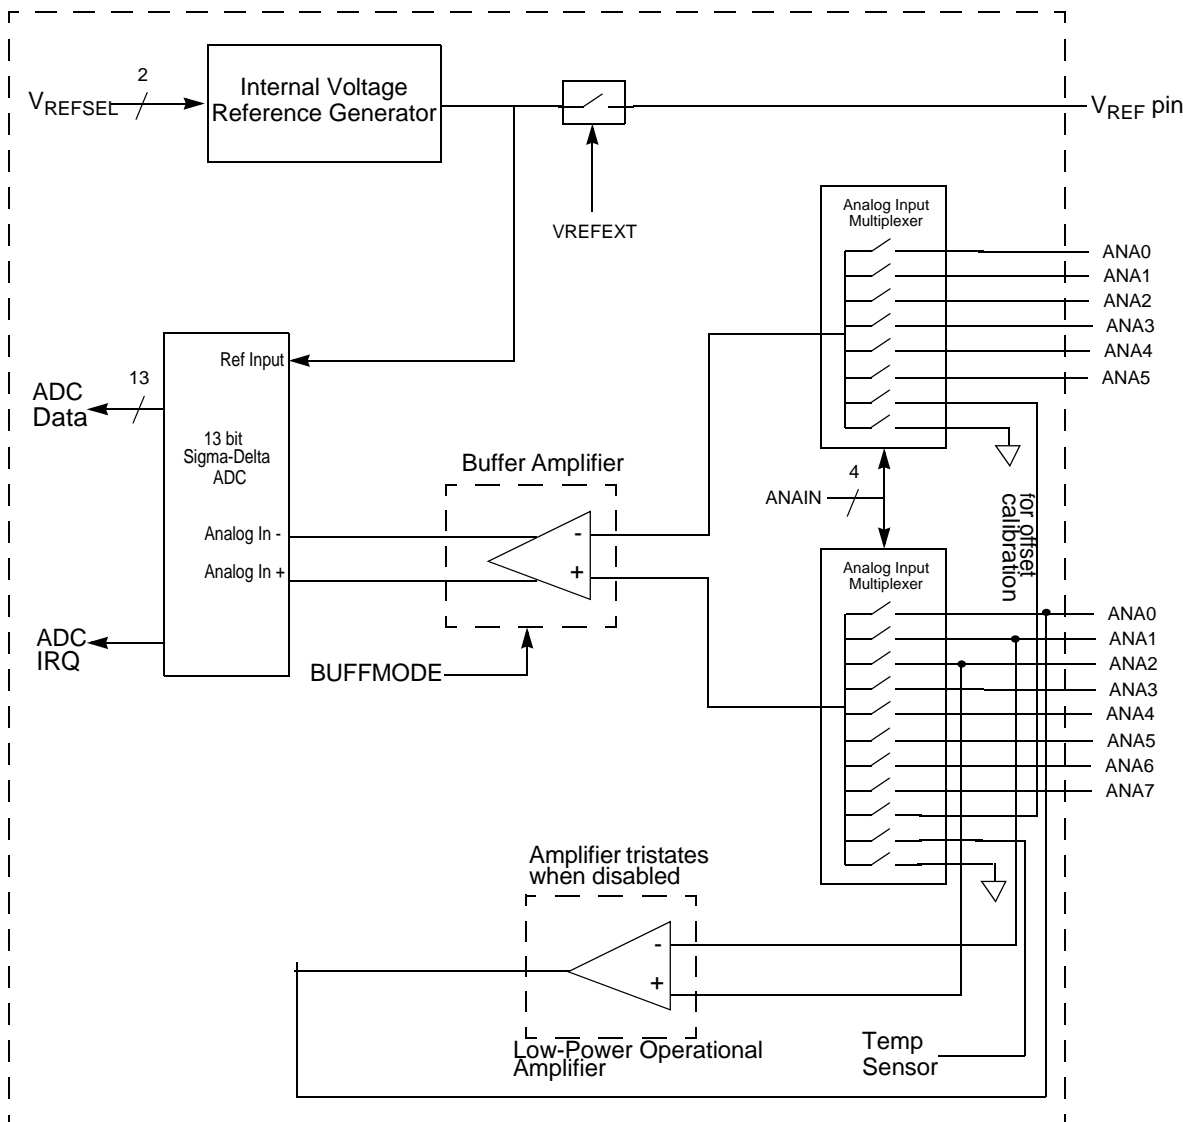 2
Internal Voltage
Reference Generator
VREFSEL
VREF pin
VREFEXT
Analog Input
Multiplexer
ANA0
ANA1
ANA2
ANA3
ANA4
ANA5
Ref Input
13
ADC
Data
13 bit
Sigma-Delta
ADC
Buffer Amplifier
4
ANAIN
for offset
calibration
Analog In -
Analog In +
-
+
Analog Input
Multiplexer
ANA0
ANA1
ANA2
ANA3
ANA4
ANA5
ANA6
ANA7
ADC
IRQ
BUFFMODE
Amplifier tristates
when disabled
-
+
Low-Power Operational
Amplifier
Temp
Sensor